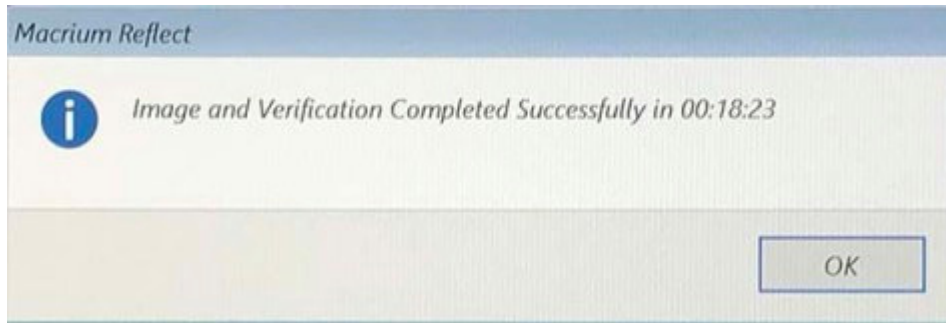 Macrium Reflect
Image and Verification Completed Successfully in 00:18:23
OK